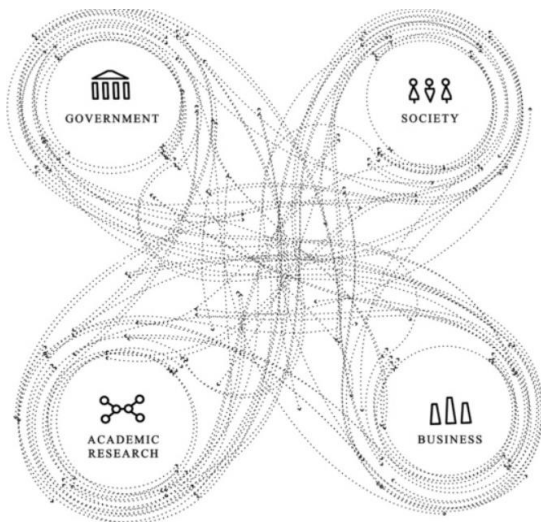 GOVERNMENT
SOCIETY
ACADEMIC
RESEARCH
BUSINESS